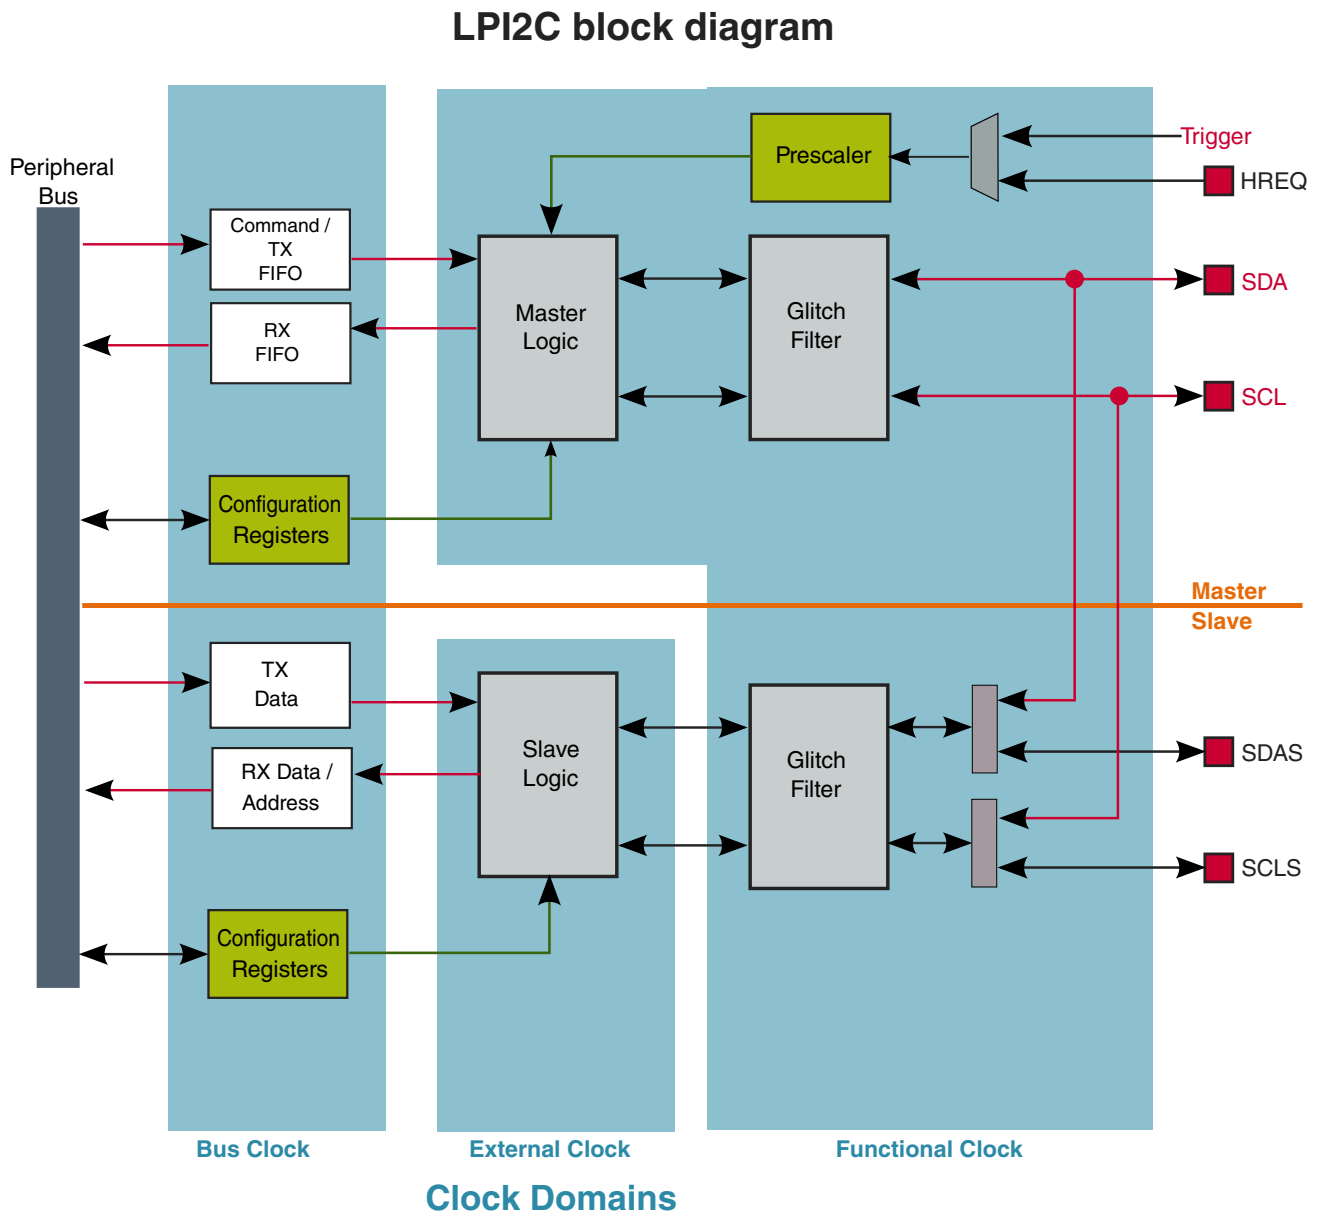 LPI2C block diagram
Peripheral
Bus
Command /
TX
FIFO
RX
FIFO
Configuration
Registers
Master
Logic
Prescaler
Glitch
Filter
Trigger
HREQ
SDA
SCL
Master
Slave
TX
Data
RX Data /
Address
Configuration
Registers
Slave
Logic
Glitch
Filter
SDAS
SCLS
Bus Clock
External Clock
Functional Clock
Clock Domains